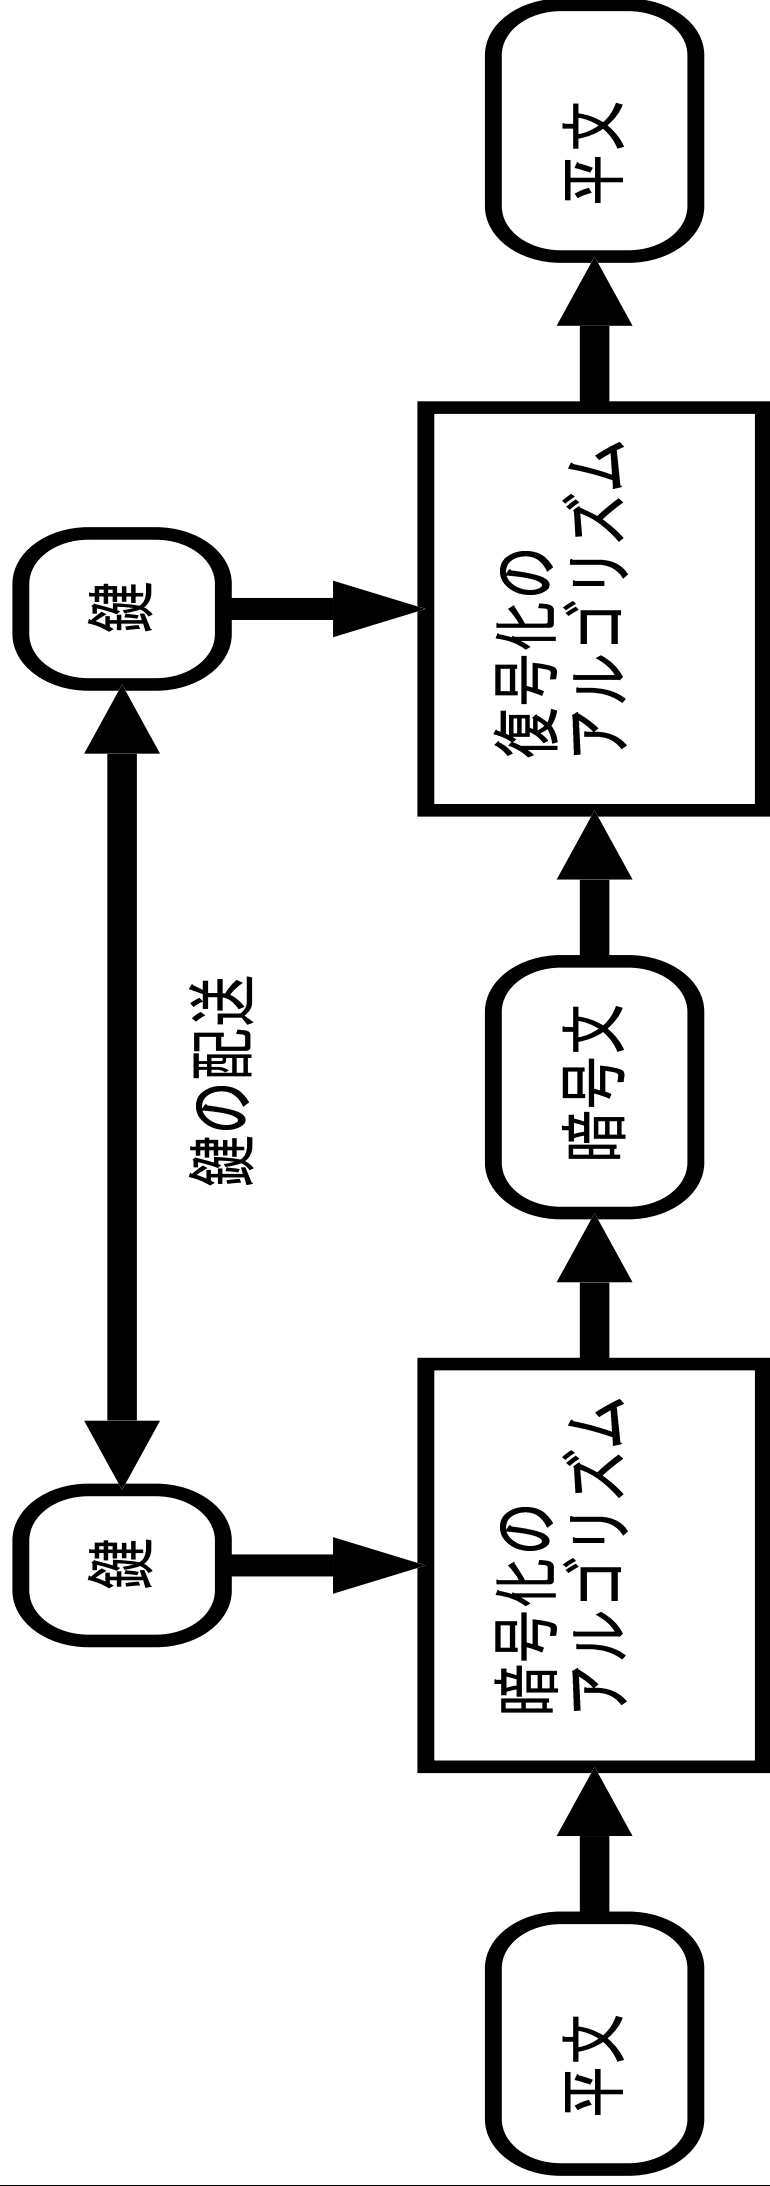 鍵
鍵の配送
鍵
平文
暗号化の
アルゴリズム
暗号文
復号化の
アルゴリズム
平文